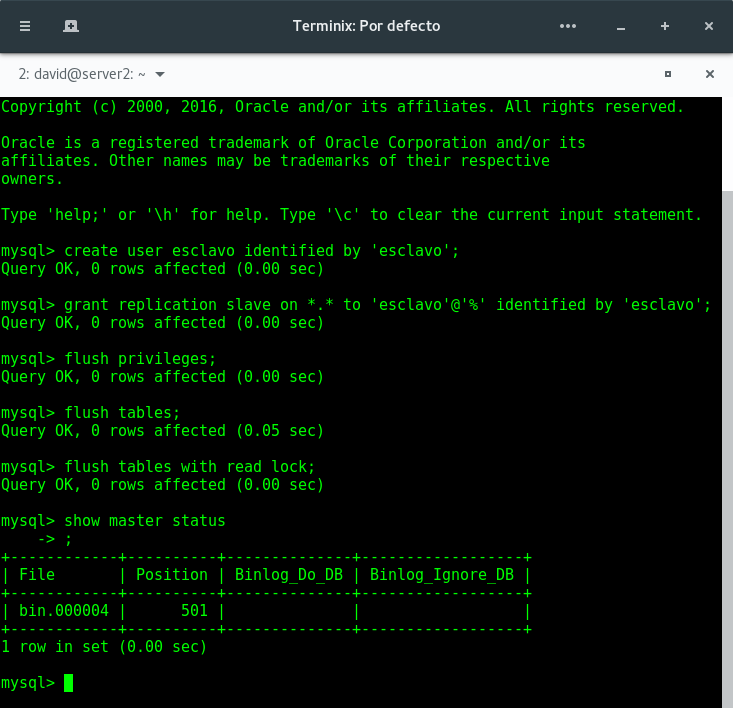 Terminix: Por defecto
2: david@server2: ~
Copyright (c) 2000, 2016, Oracle and/or its affiliates. All rights reserved.
Oracle is a registered trademark of Oracle Corporation and/or its
affiliates. Other names may be trademarks of their respective
owners.
Type 'help;' or '\h' for help. Type '\c' to clear the current input statement.
mysql> create user esclavo identified by 'esclavo';
Query OK, 0 rows affected (0.00 sec)
mysql> grant replication slave on *.* to 'esclavo'@'%' identified by 'esclavo';
Query OK, 0 rows affected (0.00 sec)
mysql> flush privileges;
Query OK, 0 rows affected (0.00 sec)
mysql> flush tables;
Query OK, 0 rows affected (0.05 sec)
mysql> flush tables with read lock;
Query OK, 0 rows affected (0.00 sec)
mysql> show master status
    -> ;
+------------+----------+--------------+------------------+
| File       | Position | Binlog_Do_DB | Binlog_Ignore_DB |
+------------+----------+--------------+------------------+
| bin.000004 |      501 |              |                  |
+------------+----------+--------------+------------------+
1 row in set (0.00 sec)
mysql>